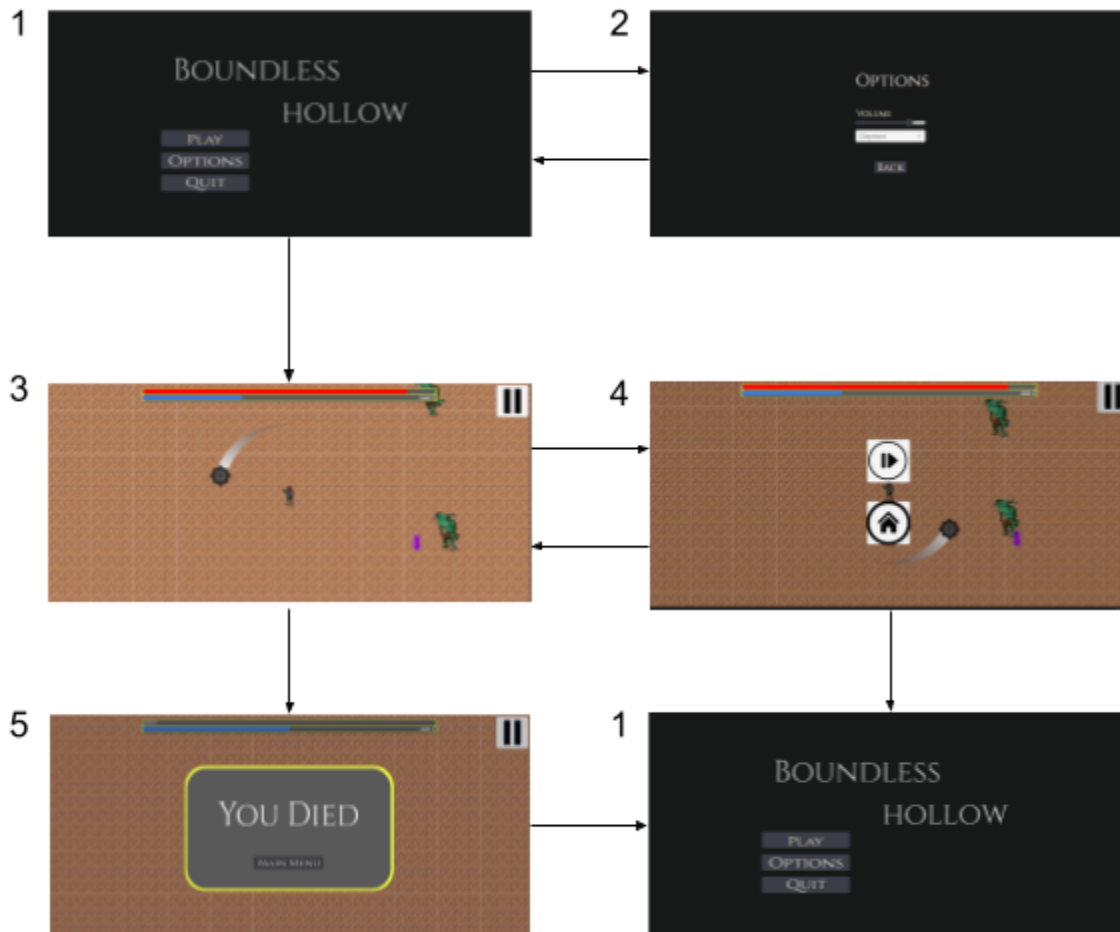 1
BOUNDLESS
HOLLOW
PLAY
OPTIONS
QUIT
2
OPTIONS
VOLUME
BACK
3
4
5
YOU DIED
MAIN MENU
1
BOUNDLESS
HOLLOW
PLAY
OPTIONS
QUIT